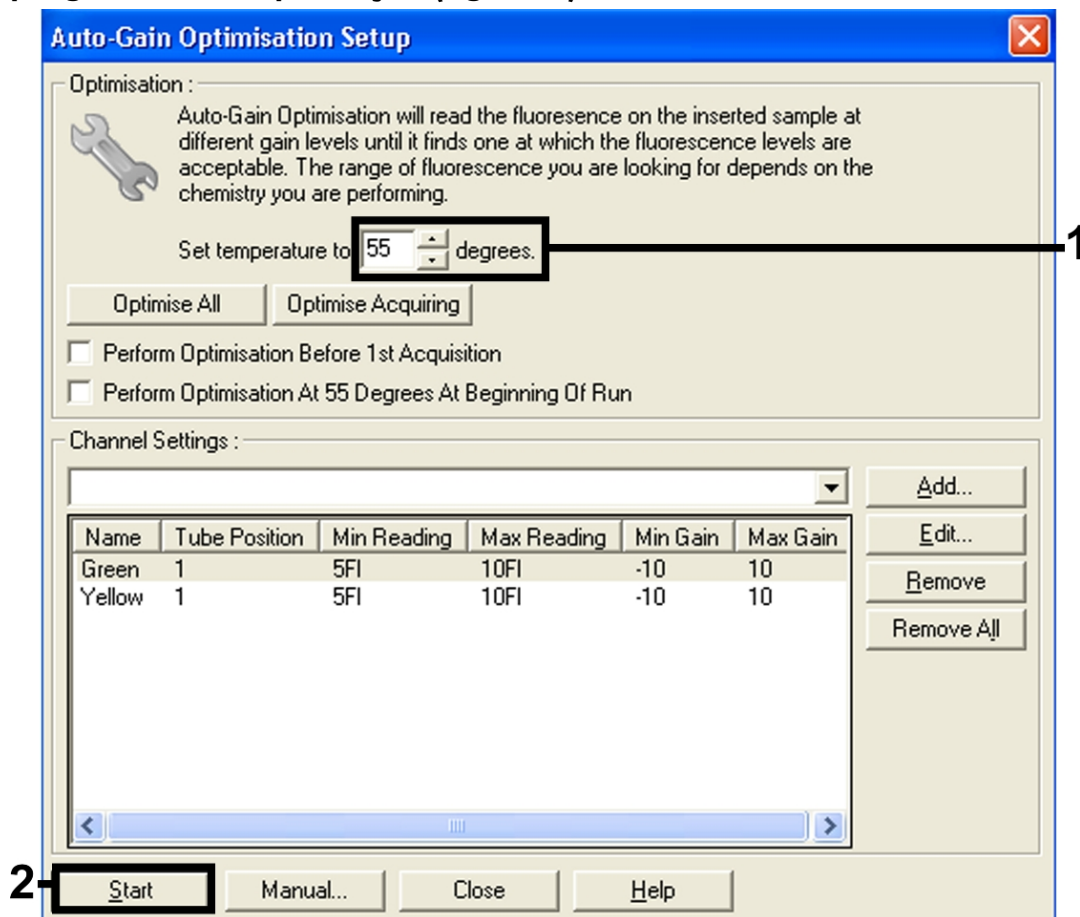 Auto-Gain Optimisation Setup
Optimisation :
Auto-Gain Optimisation will read the fluoresence on the inserted sample at
different gain levels until it finds one at which the fluorescence levels are
acceptable. The range of fluorescence you are looking for depends on the
chemistry you are performing.
Set temperature to 55 degrees.
1
Optimise All Optimise Acquiring
Perform Optimisation Before 1st Acquisition
Perform Optimisation At 55 Degrees At Beginning Of Run
Channel Settings :
Add...
Name Tube Position Min Reading Max Reading Min Gain Max Gain
Edit...
Green 1 5Fl 10Fl -10 10
Remove
Yellow 1 5Fl 10Fl -10 10
Remove All
2
Start Manual... Close Help